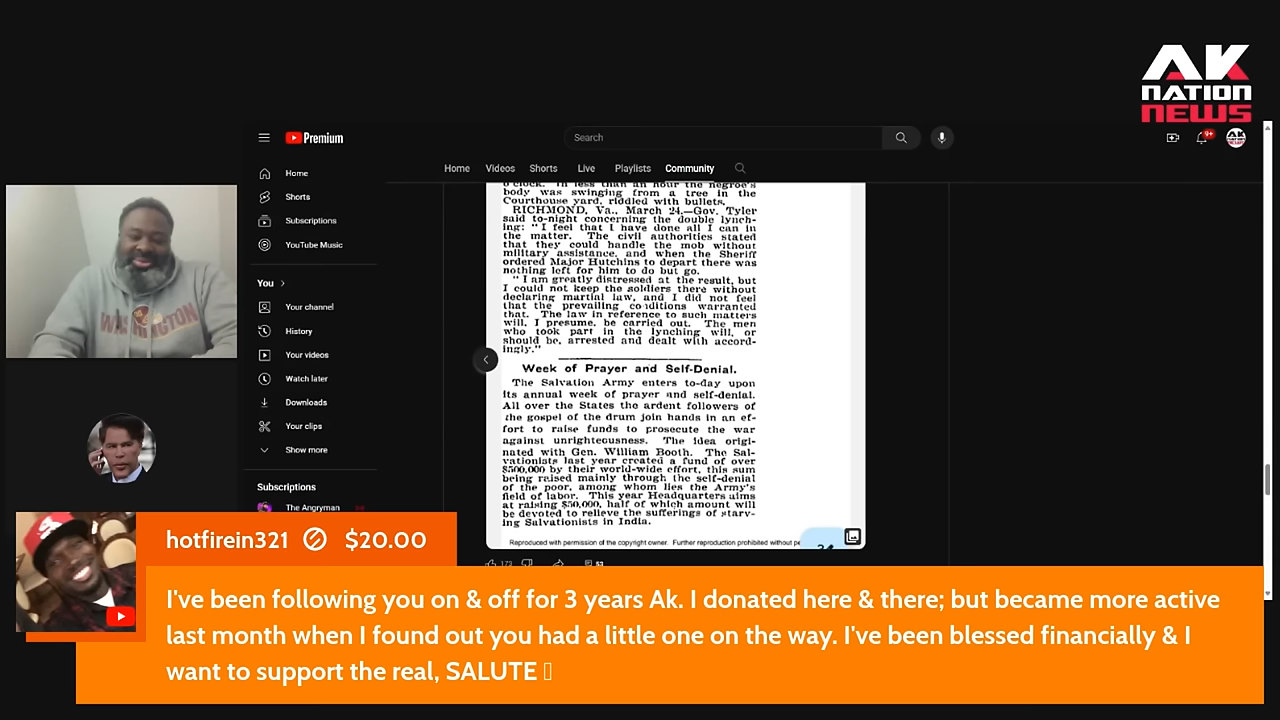 AK
NATION
NEWS
Premium
Search
9+
Home Videos Shorts Live Playlists Community
Home
Shorts
Subscriptions
YouTube Music
You
Your channel
History
Your videos
Watch later
Downloads
Your clips
Show more
Subscriptions
The Angryman
WASHINGTON
o'clock. In less than an hour the negro's
body was swinging from a tree in the
Courthouse yard, riddled with bullets.
RICHMOND, Va., March 24.—Gov. Tyler
said to-night concerning the double lynch-
ing: "I feel that I have done all I can in
the matter. The civil authorities stated
that they could handle the mob without
military assistance, and when the Sheriff
ordered Major Hutchins to depart there was
nothing left for him to do but go.
"I am greatly distressed at the result, but
I could not keep the soldiers there without
declaring martial law, and I did not feel
that the prevailing conditions warranted
that. The law in reference to such matters
will, I presume, be carried out. The men
who took part in the lynching will, or
should be, arrested and dealt with accord-
ingly."
Week of Prayer and Self-Denial.
The Salvation Army enters to-day upon
its annual week of prayer and self-denial.
All over the States the ardent followers of
the gospel of the drum join hands in an ef-
fort to raise funds to prosecute the war
against unrighteousness. The idea origi-
nated with Gen. William Booth. The Sal-
vationists last year created a fund of over
$500,000 by their world-wide effort, this sum
being raised mainly through the self-denial
of the poor, among whom lies the Army's
field of labor. This year Headquarters aims
at raising $50,000, half of which amount will
be devoted to relieve the sufferings of starv-
ing Salvationists in India.
Reproduced with permission of the copyright owner. Further reproduction prohibited without pe
173 53
hotfirein321 $20.00
I've been following you on & off for 3 years Ak. I donated here & there; but became more active
last month when I found out you had a little one on the way. I've been blessed financially & I
want to support the real, SALUTE